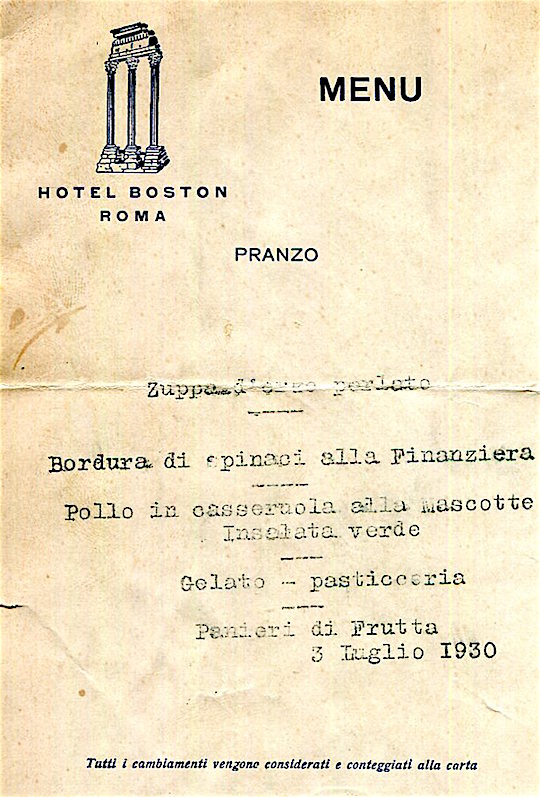 MENU
HOTEL BOSTON
ROMA
PRANZO
Zuppa d'orzo perlato
Bordura di spinaci alla Finanziera
Pollo in casseruola alla Mascotte
Insalata verde
Gelato - pasticceria
Panieri di Frutta
3 Luglio 1930
Tutti i cambiamenti vengono considerati e conteggiati alla carta